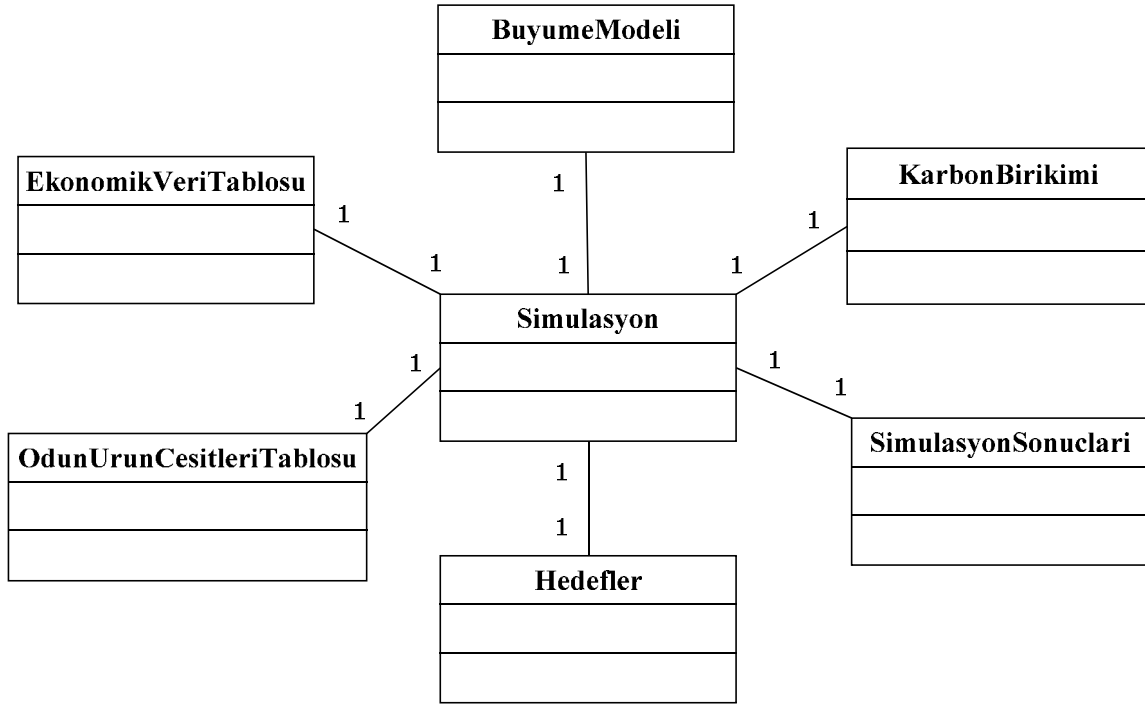 BuyumeModeli
EkonomikVeriTablosu
KarbonBirikimi
1
1
1
1
1
1
Simulasyon
1
1
1
1
OdunUrunCesitleriTablosu
SimulasyonSonuclari
1
1
Hedefler